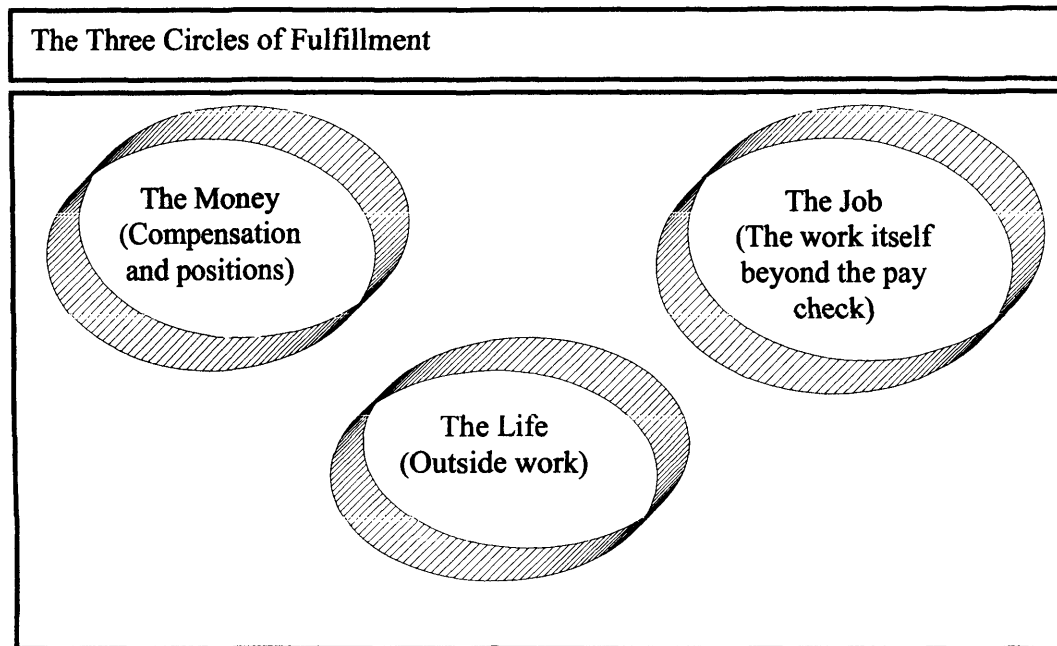 The Three Circles of Fulfillment
The Money
(Compensation
and positions)
The Job
(The work itself
beyond the pay
check)
The Life
(Outside work)